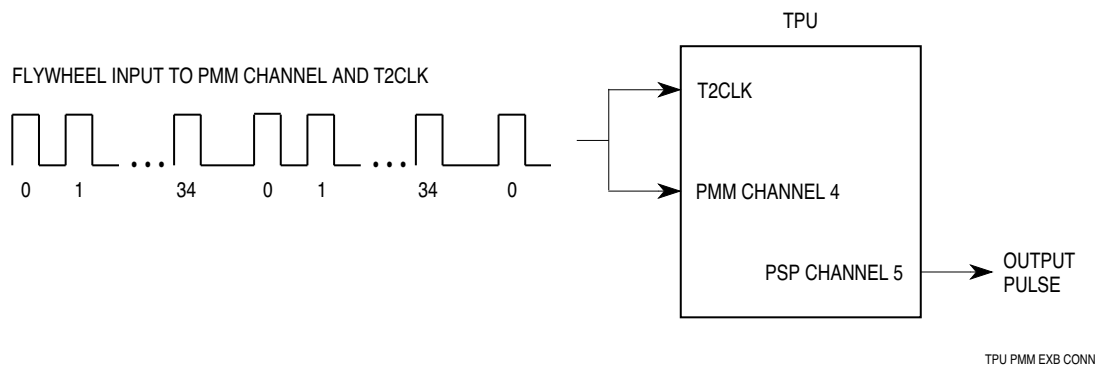 TPU
FLYWHEEL INPUT TO PMM CHANNEL AND T2CLK
T2CLK
...
...
0 1 34 0 1 34 0
PMM CHANNEL 4
PSP CHANNEL 5
OUTPUT
PULSE
TPU PMM EXB CONN